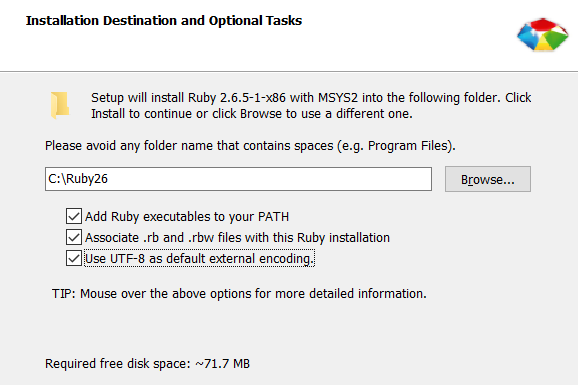 Installation Destination and Optional Tasks
Setup will install Ruby 2.6.5-1-x86 with MSYS2 into the following folder. Click
Install to continue or click Browse to use a different one.
Please avoid any folder name that contains spaces (e.g. Program Files).
C:\Ruby26
Browse...
Add Ruby executables to your PATH
Associate .rb and .rbw files with this Ruby installation
Use UTF-8 as default external encoding.
TIP: Mouse over the above options for more detailed information.
Required free disk space: ~71.7 MB